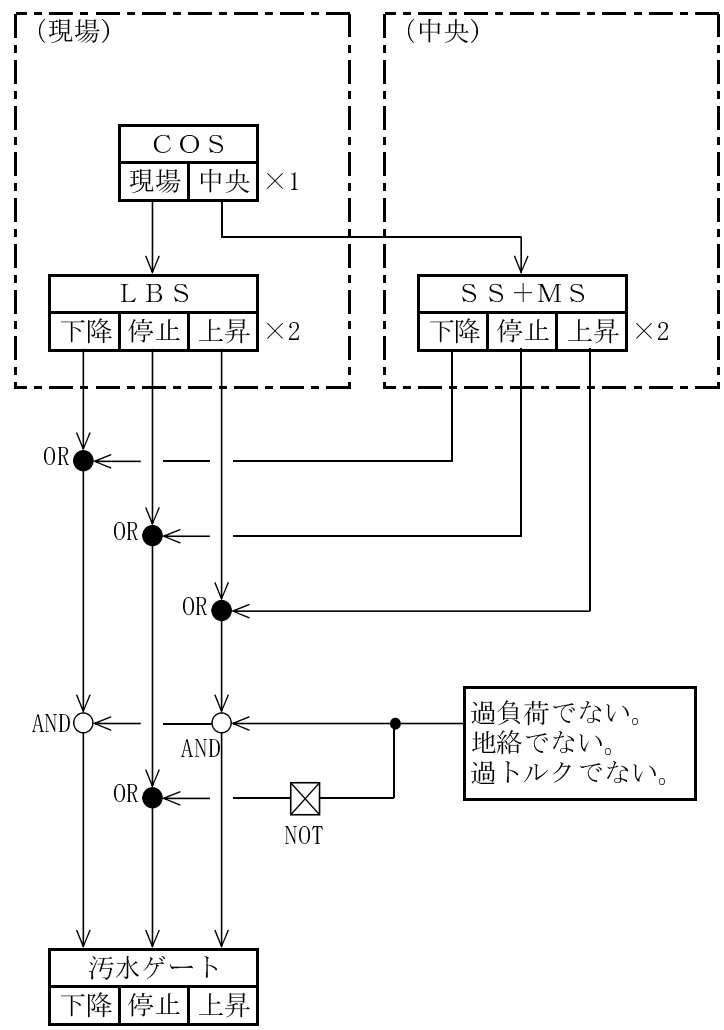 （現場）
（中央）
ＣＯＳ
現場 中央 ×1
ＬＢＳ
下降 停止 上昇 ×2
ＳＳ＋ＭＳ
下降 停止 上昇 ×2
OR
OR
OR
AND
AND
過負荷でない。
地絡でない。
過トルクでない。
OR
NOT
汚水ゲート
下降 停止 上昇